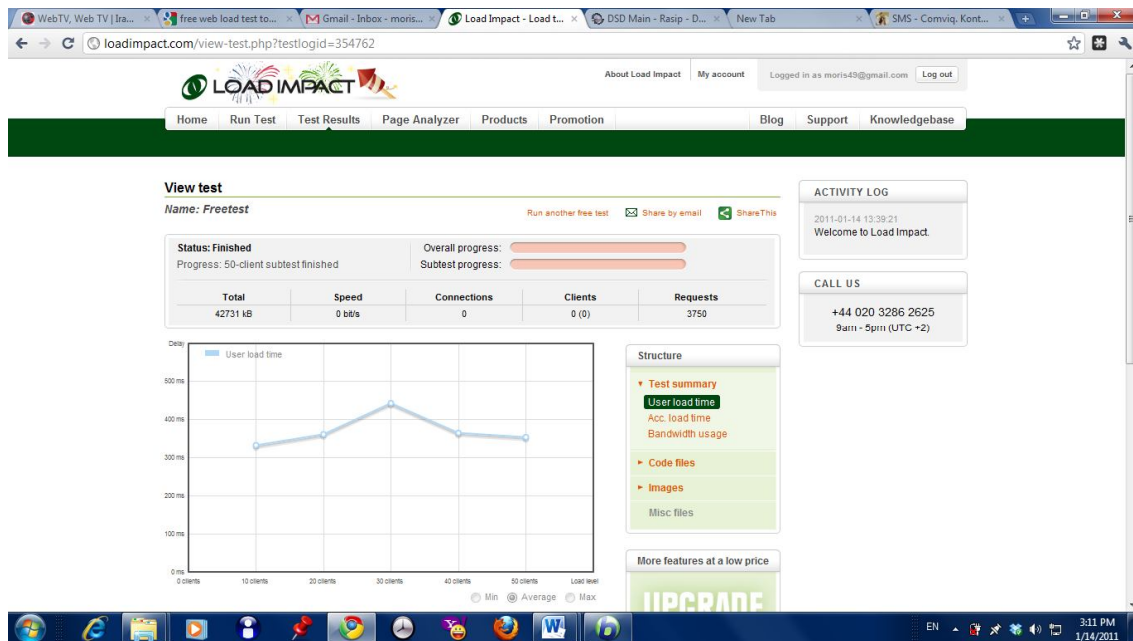 WebTV, Web TV | Ira...
free web load test to...
Gmail - Inbox - moris...
Load Impact - Load t...
DSD Main - Rasip - D...
New Tab
SMS - Comviq. Kont...
loadimpact.com/view-test.php?testlogid=354762
LOAD IMPACT
About Load Impact
My account
Logged in as moris49@gmail.com
Log out
Home Run Test Test Results Page Analyzer Products Promotion Blog Support Knowledgebase
View test
Name: Freetest
Run another free test
Share by email
ShareThis
Status: Finished
Overall progress:
Progress: 50-client subtest finished
Subtest progress:
Total Speed Connections Clients Requests
42731 kB 0 bit/s 0 0 (0) 3750
Delay
User load time
500 ms
400 ms
300 ms
200 ms
100 ms
0 ms
0 clients 10 clients 20 clients 30 clients 40 clients 50 clients Load level
Min Average Max
Structure
Test summary
User load time
Acc. load time
Bandwidth usage
Code files
Images
Misc files
More features at a low price
UPGRADE
ACTIVITY LOG
2011-01-14 13:39:21
Welcome to Load Impact.
CALL US
+44 020 3286 2625
9am - 5pm (UTC +2)
EN
3:11 PM
1/14/2011